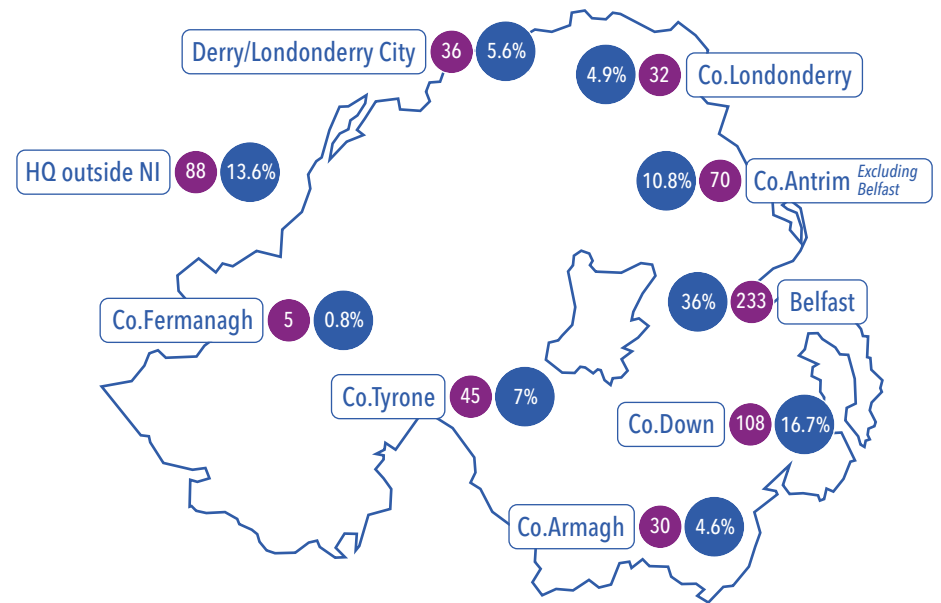 Derry/Londonderry City 36 5.6%
4.9% 32 Co.Londonderry
HQ outside NI 88 13.6%
10.8% 70 Co.Antrim Excluding
Belfast
36% 233 Belfast
Co.Fermanagh 5 0.8%
Co.Tyrone 45 7%
Co.Down 108 16.7%
Co.Armagh 30 4.6%